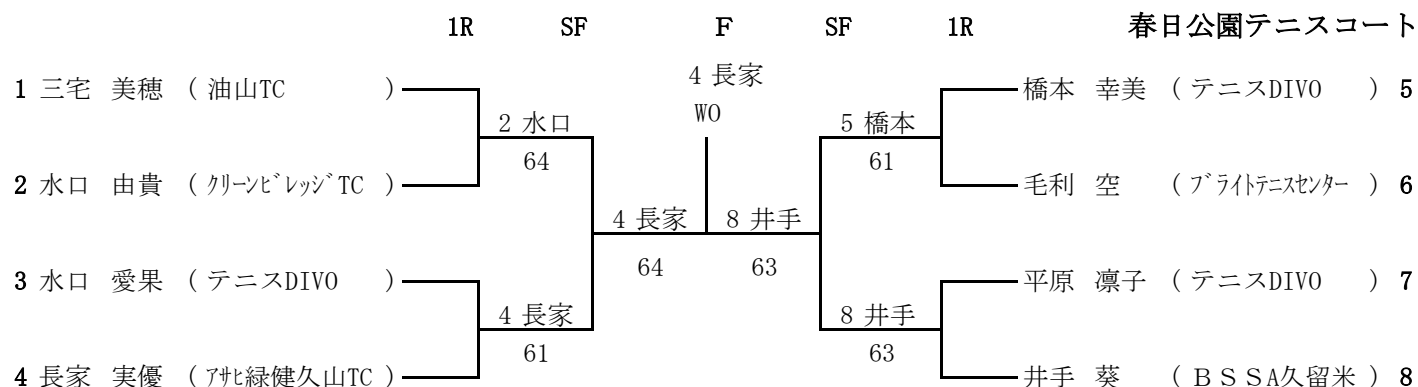 1R SF F SF 1R 春日公園テニスコート
4 長家
1 三宅 美穂 ( 油山TC ) 橋本 幸美 ( テニスDIVO ) 5
WO
2 水口 5 橋本
64 61
2 水口 由貴 ( クリーンビレッジTC ) 毛利 空 ( ブライトテニスセンター ) 6
4 長家 8 井手
64 63
3 水口 愛果 ( テニスDIVO ) 平原 凛子 ( テニスDIVO ) 7
4 長家 8 井手
61 63
4 長家 実優 ( アサヒ緑健久山TC ) 井手 葵 ( BSSA久留米 ) 8